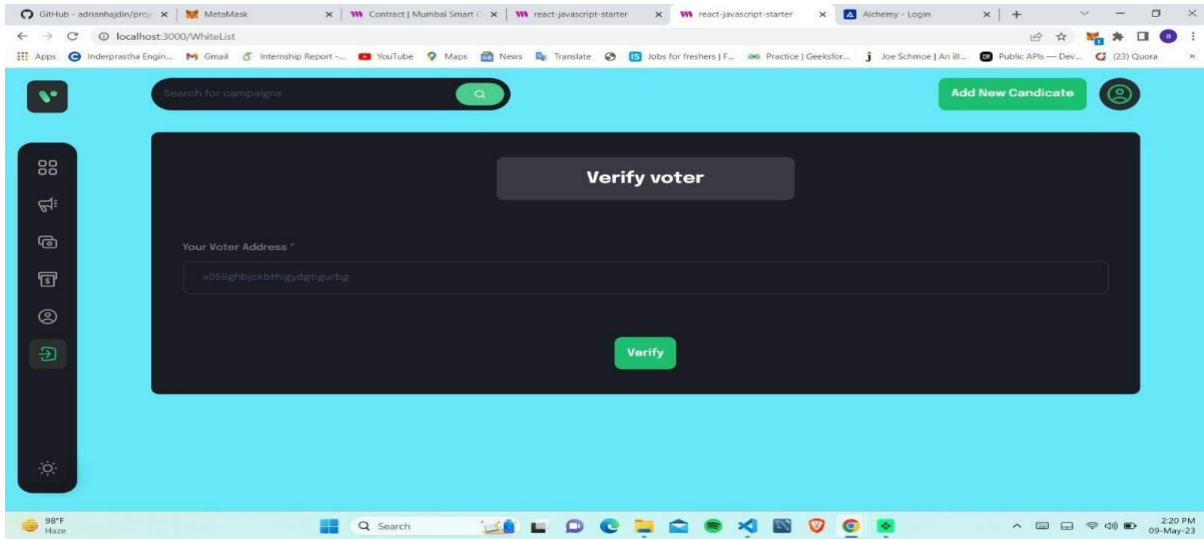 GitHub - adrianhajdin/proj
MetaMask
Contract | Mumbai Smart C
react-javascript-starter
react-javascript-starter
Alchemy - Login
localhost:3000/WhiteList
Apps
Inderprastha Engin...
Gmail
Internship Report -...
YouTube
Maps
News
Translate
Jobs for freshers | F...
Practice | Geeksfor...
Joe Schmoe | An ill...
Public APIs — Dev...
(23) Quora
Search for campaigns
Add New Candicate
Verify voter
Your Voter Address *
x056ghbjckbthigydgtigurbg
Verify
98°F
Haze
Search
2:20 PM
09-May-23